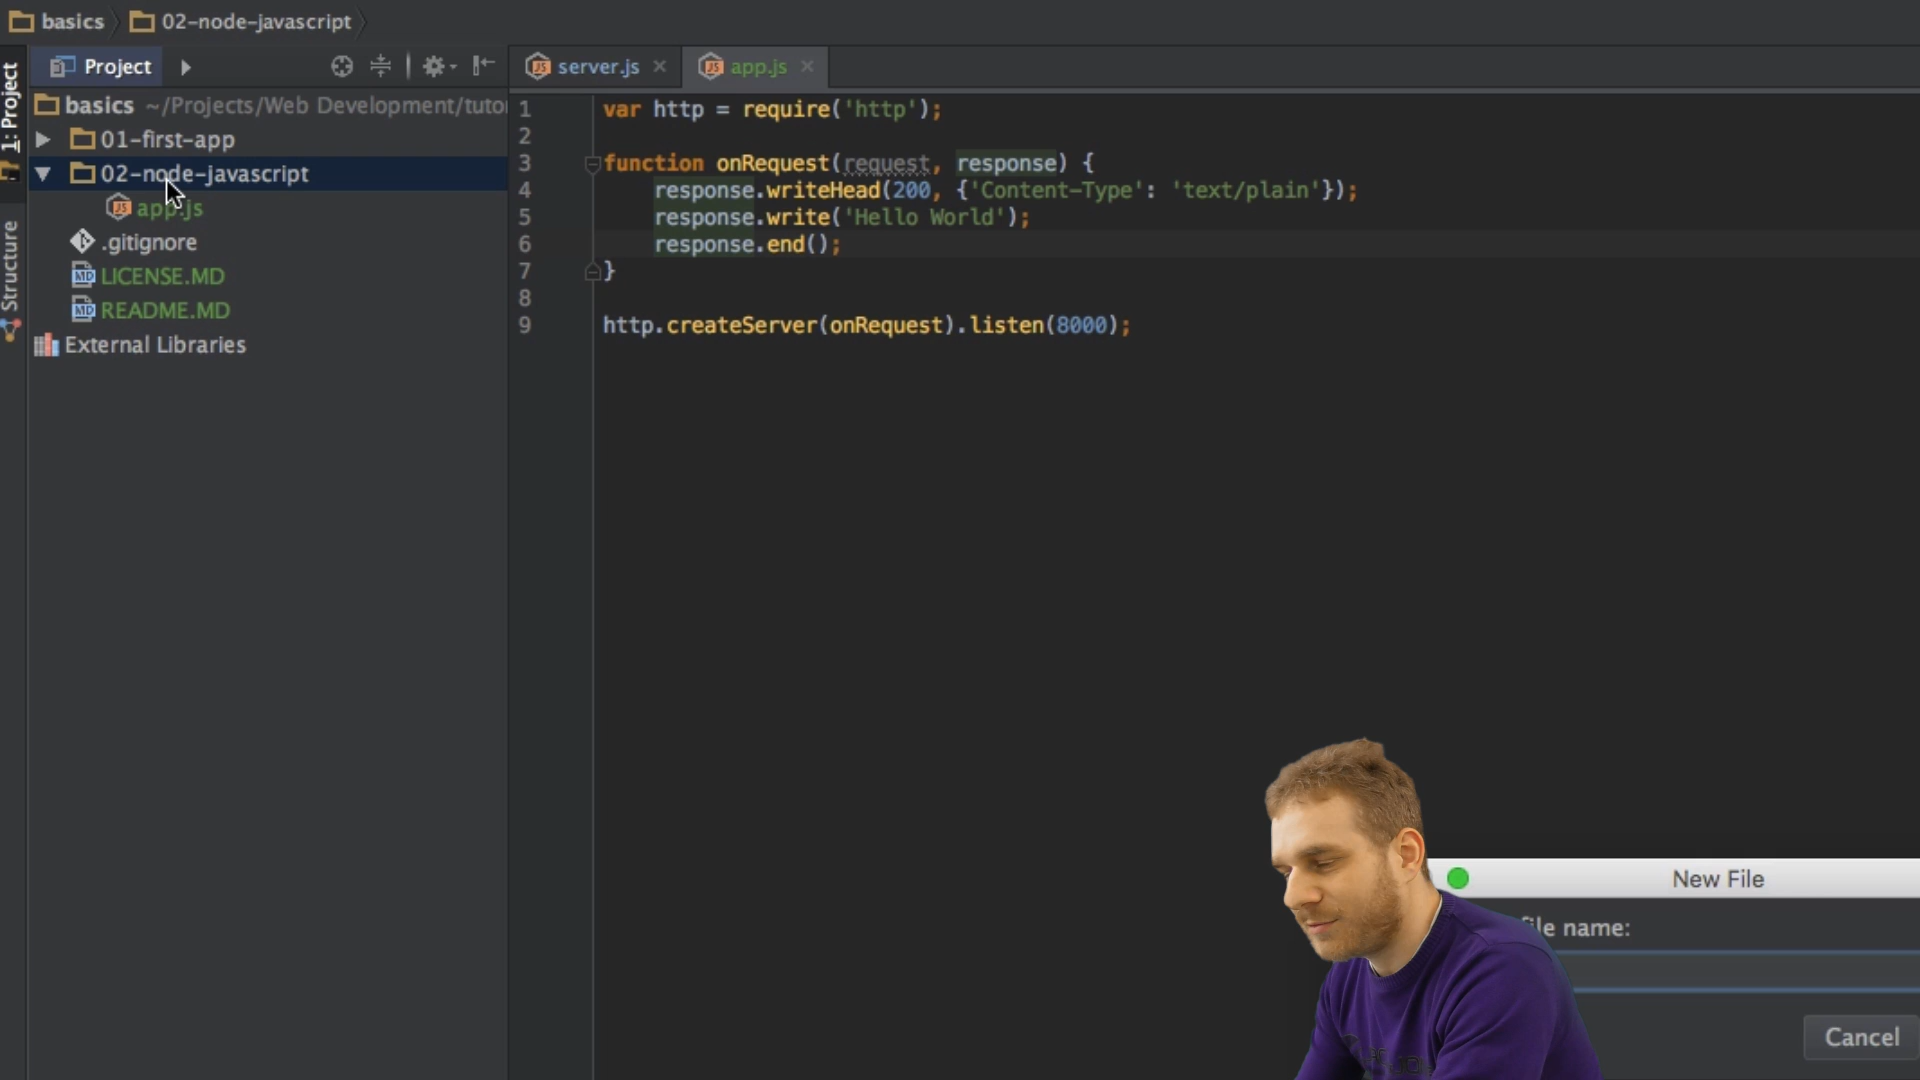 basics 02-node-javascript
1: Project
Structure
Project
basics ~/Projects/Web Development/tuto
01-first-app
02-node-javascript
app.js
.gitignore
LICENSE.MD
README.MD
External Libraries
server.js app.js
1 var http = require('http');
2
3 function onRequest(request, response) {
4 response.writeHead(200, {'Content-Type': 'text/plain'});
5 response.write('Hello World');
6 response.end();
7 }
8
9 http.createServer(onRequest).listen(8000);
New File
file name:
Cancel